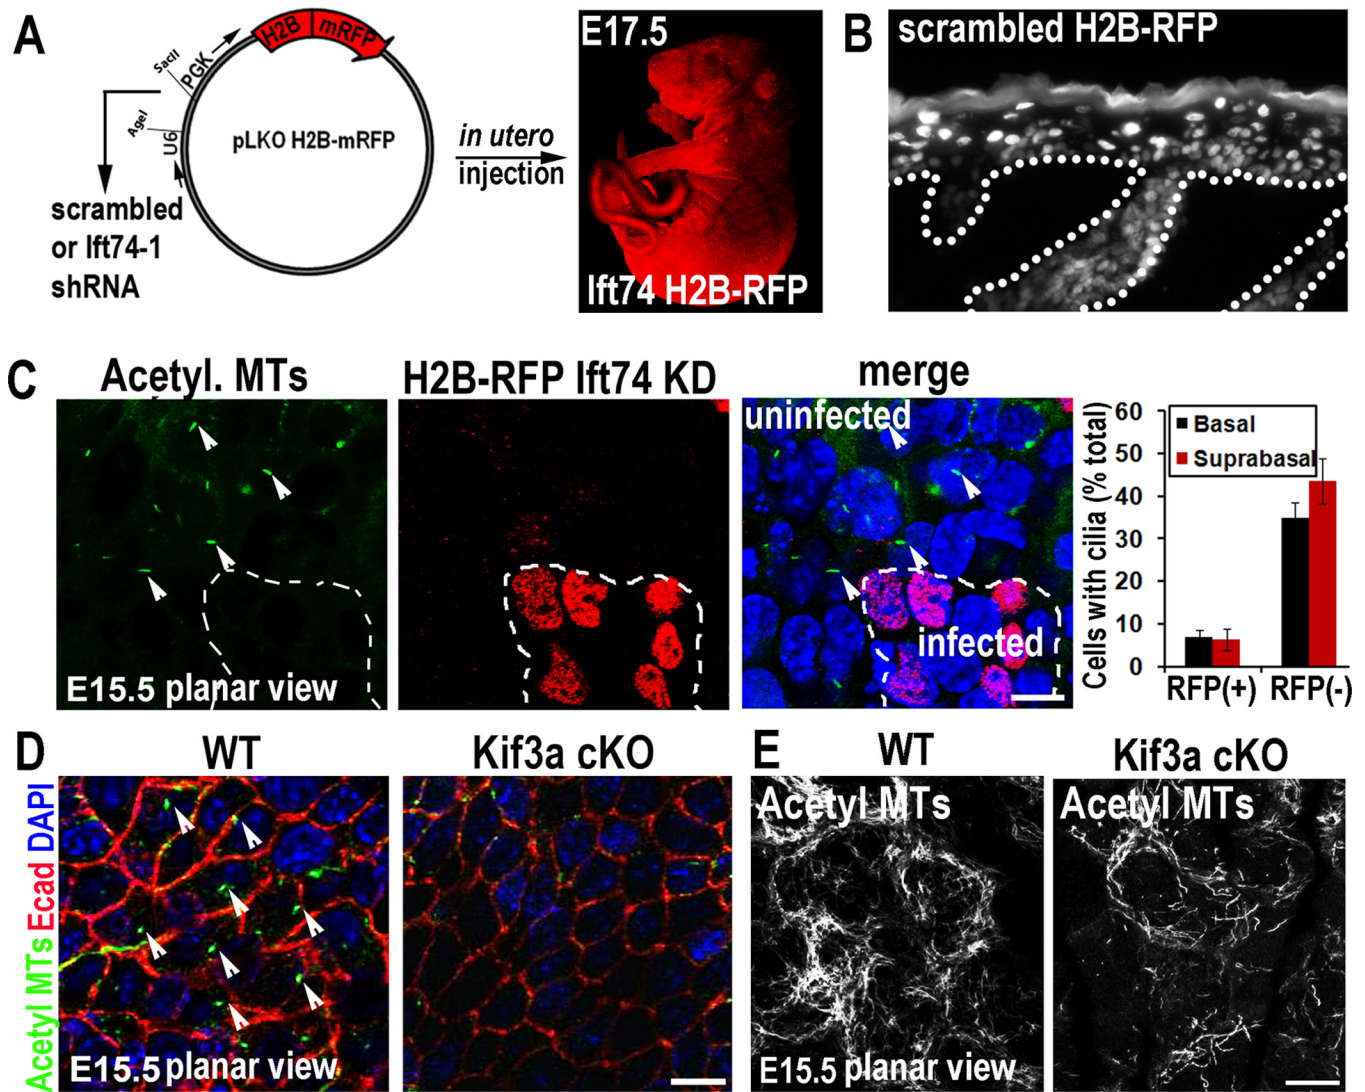 A
SacII
PGK
H2B
mRFP
AgeI
U6
pLKO H2B-mRFP
scrambled
or Ift74-1
shRNA
in utero
injection
E17.5
Ift74 H2B-RFP
B
scrambled H2B-RFP
C
Acetyl. MTs
E15.5 planar view
H2B-RFP Ift74 KD
merge
uninfected
infected
Cells with cilia (% total)
60
50
40
30
20
10
0
Basal
Suprabasal
RFP(+)
RFP(-)
D
Acetyl MTs Ecad DAPI
WT
E15.5 planar view
Kif3a cKO
E
WT
Acetyl MTs
E15.5 planar view
Kif3a cKO
Acetyl MTs